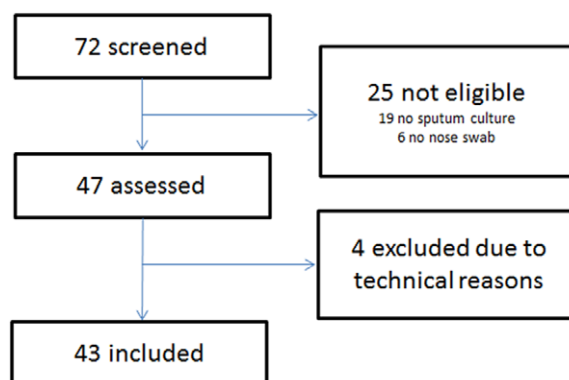 72 screened
25 not eligible
19 no sputum culture
6 no nose swab
47 assessed
4 excluded due to
technical reasons
43 included